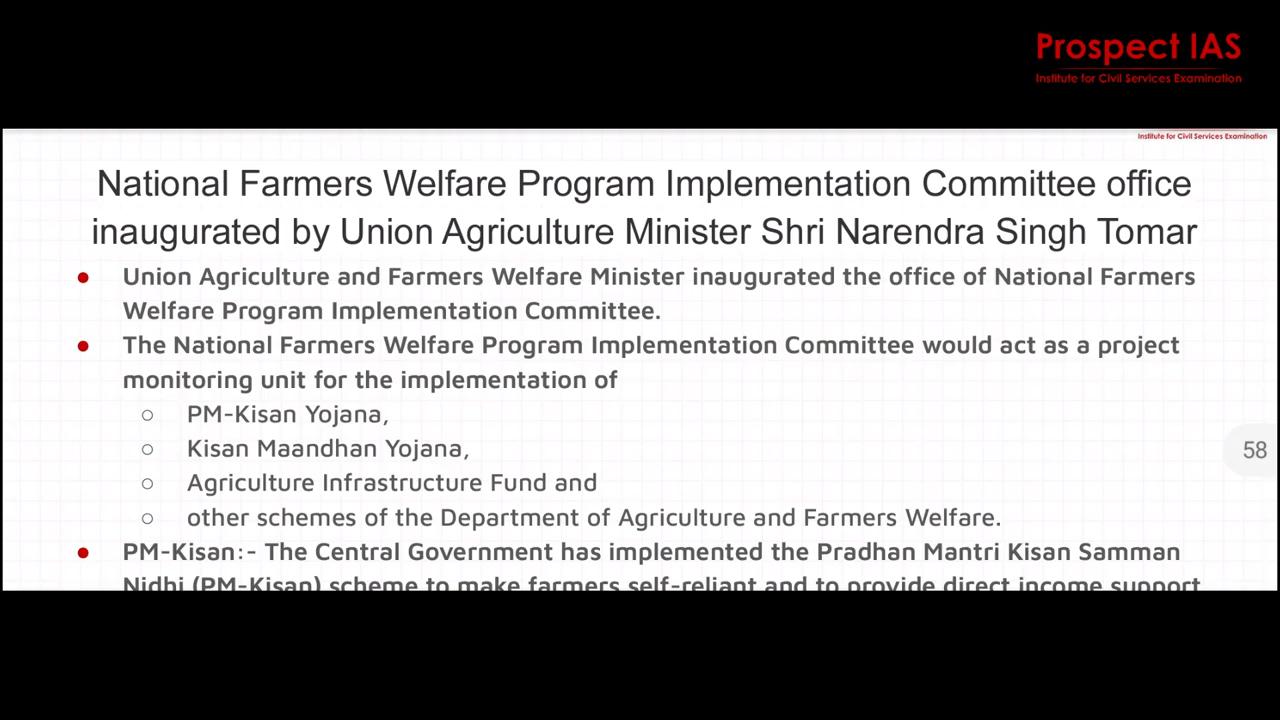 Prospect IAS
Institute for Civil Services Examination
Institute for Civil Services Examination
National Farmers Welfare Program Implementation Committee office
inaugurated by Union Agriculture Minister Shri Narendra Singh Tomar
● Union Agriculture and Farmers Welfare Minister inaugurated the office of National Farmers
Welfare Program Implementation Committee.
● The National Farmers Welfare Program Implementation Committee would act as a project
monitoring unit for the implementation of
○ PM-Kisan Yojana,
○ Kisan Maandhan Yojana,
○ Agriculture Infrastructure Fund and
58
○ other schemes of the Department of Agriculture and Farmers Welfare.
● PM-Kisan:- The Central Government has implemented the Pradhan Mantri Kisan Samman
Nidhi (PM-Kisan) scheme to make farmers self-reliant and to provide direct income support